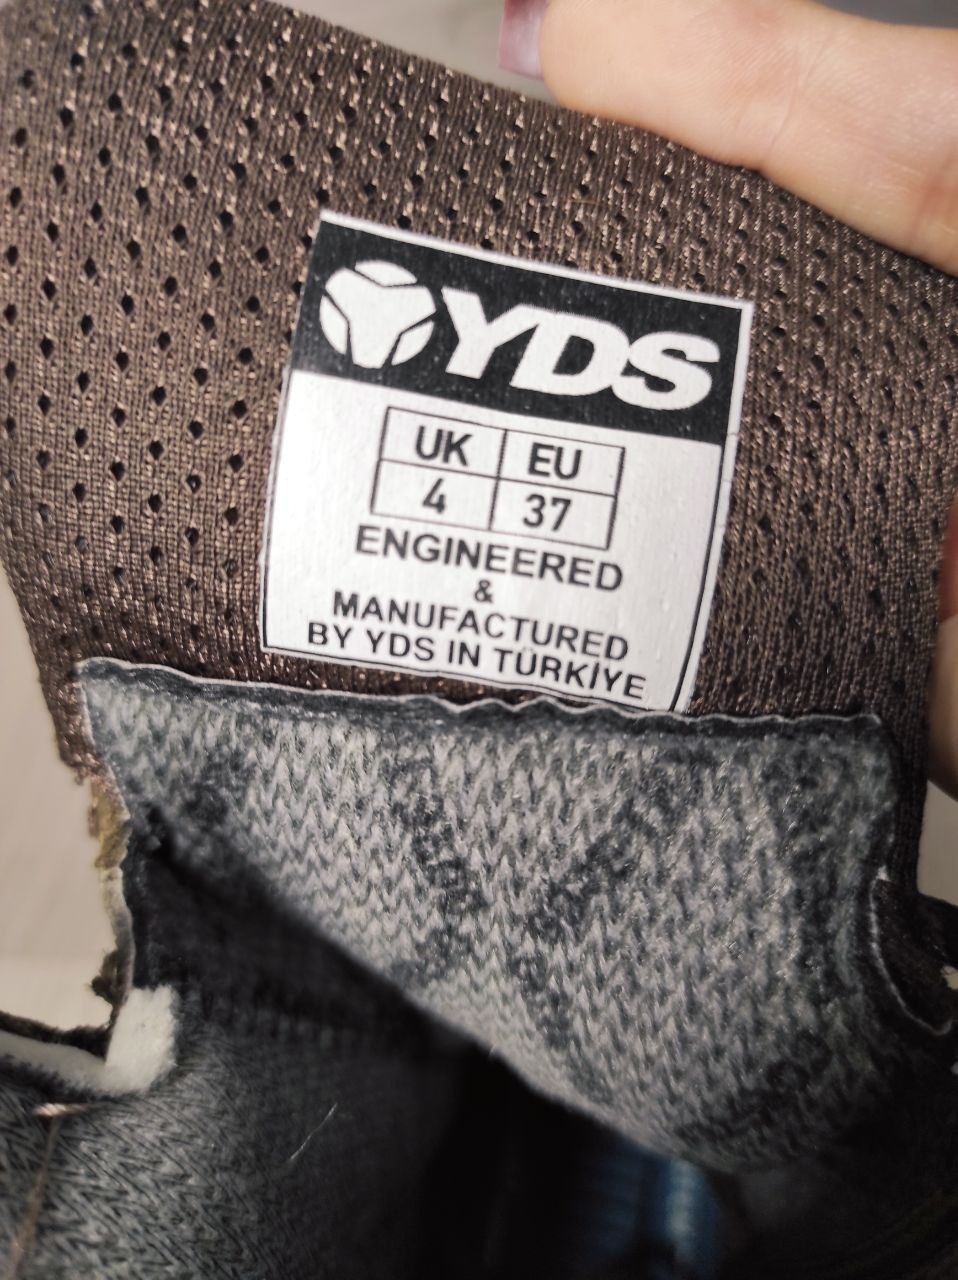 YDS
UK EU
4 37
ENGINEERED
&
MANUFACTURED
BY YDS IN TÜRKİYE